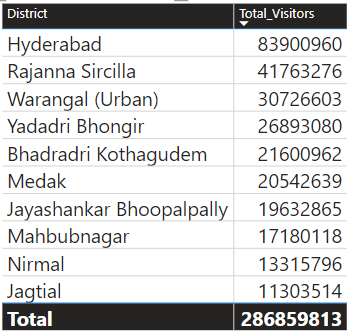 District Total_Visitors
Hyderabad 83900960
Rajanna Sircilla 41763276
Warangal (Urban) 30726603
Yadadri Bhongir 26893080
Bhadradri Kothagudem 21600962
Medak 20542639
Jayashankar Bhoopalpally 19632865
Mahbubnagar 17180118
Nirmal 13315796
Jagtial 11303514
Total 286859813